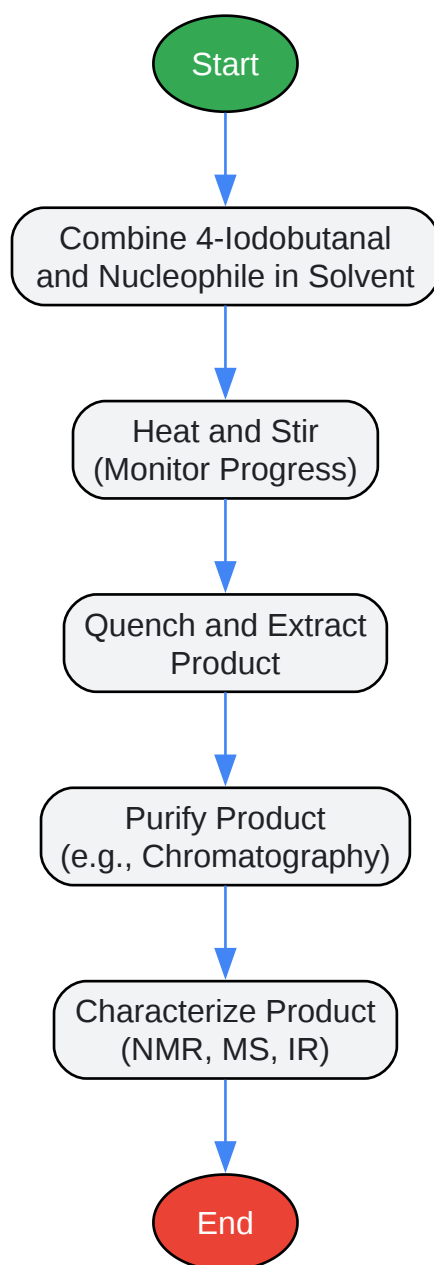 Start
Combine 4-Iodobutanal
and Nucleophile in Solvent
Heat and Stir
(Monitor Progress)
Quench and Extract
Product
Purify Product
(e.g., Chromatography)
Characterize Product
(NMR, MS, IR)
End